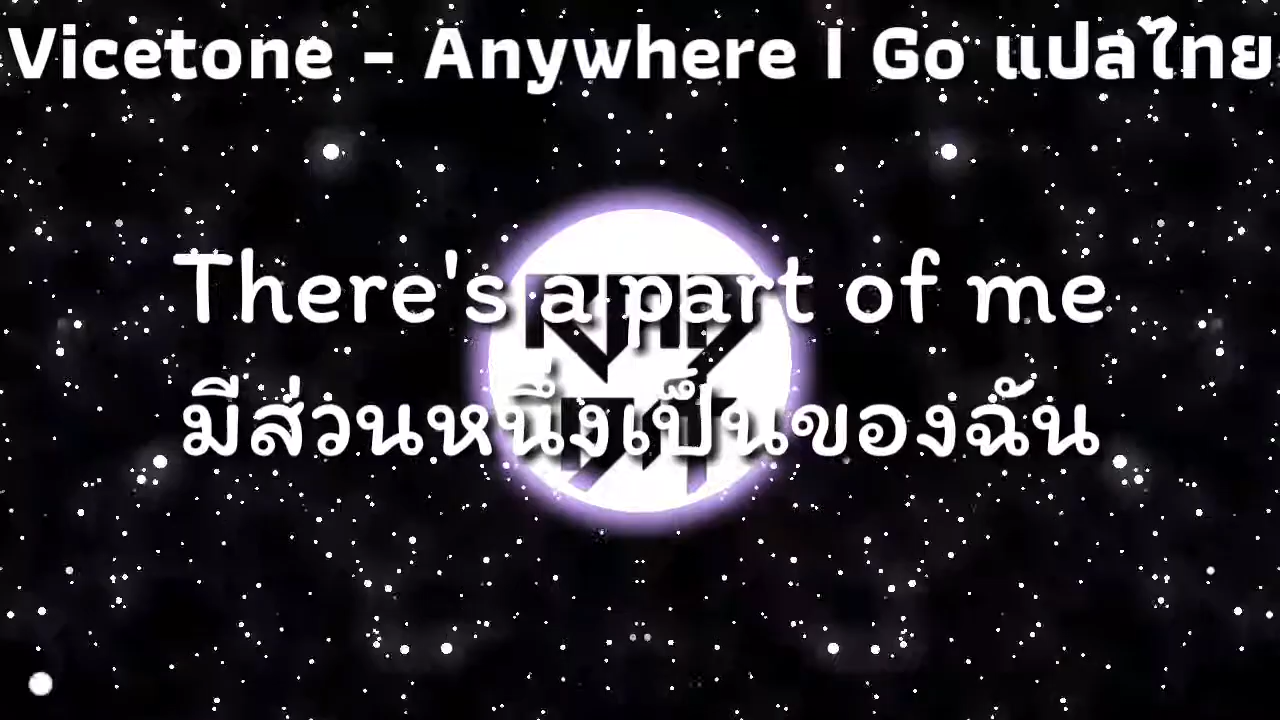 Vicetone - Anywhere I Go แปลไทย
There's a part of me
มีส่วนหนึ่งเป็นของฉัน